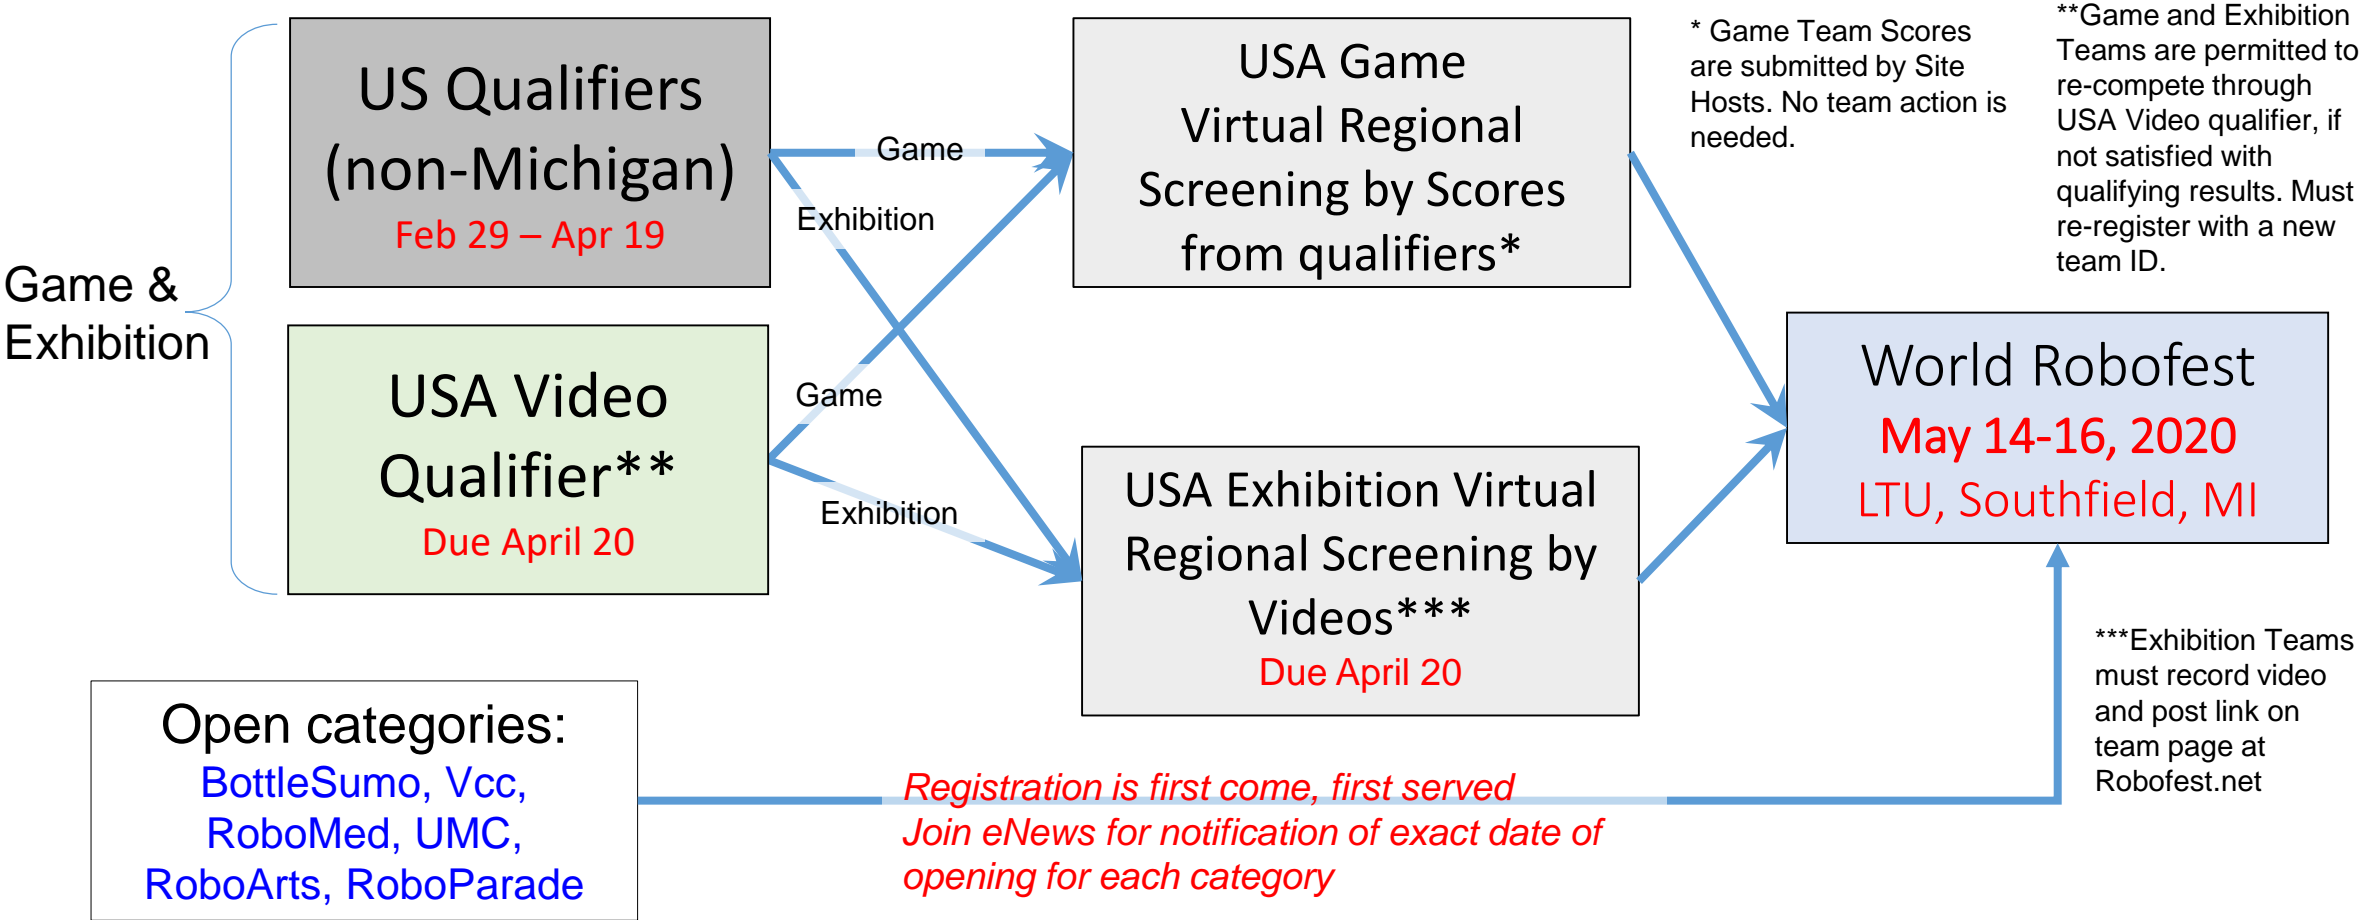 Game &
Exhibition
US Qualifiers
(non-Michigan)
Feb 29 – Apr 19
USA Video
Qualifier**
Due April 20
Game
Exhibition
Game
Exhibition
USA Game
Virtual Regional
Screening by Scores
from qualifiers*
USA Exhibition Virtual
Regional Screening by
Videos***
Due April 20
* Game Team Scores
are submitted by Site
Hosts. No team action is
needed.
**Game and Exhibition
Teams are permitted to
re-compete through
USA Video qualifier, if
not satisfied with
qualifying results. Must
re-register with a new
team ID.
World Robofest
May 14-16, 2020
LTU, Southfield, MI
***Exhibition Teams
must record video
and post link on
team page at
Robofest.net
Open categories:
BottleSumo, Vcc,
RoboMed, UMC,
RoboArts, RoboParade
Registration is first come, first served
Join eNews for notification of exact date of
opening for each category